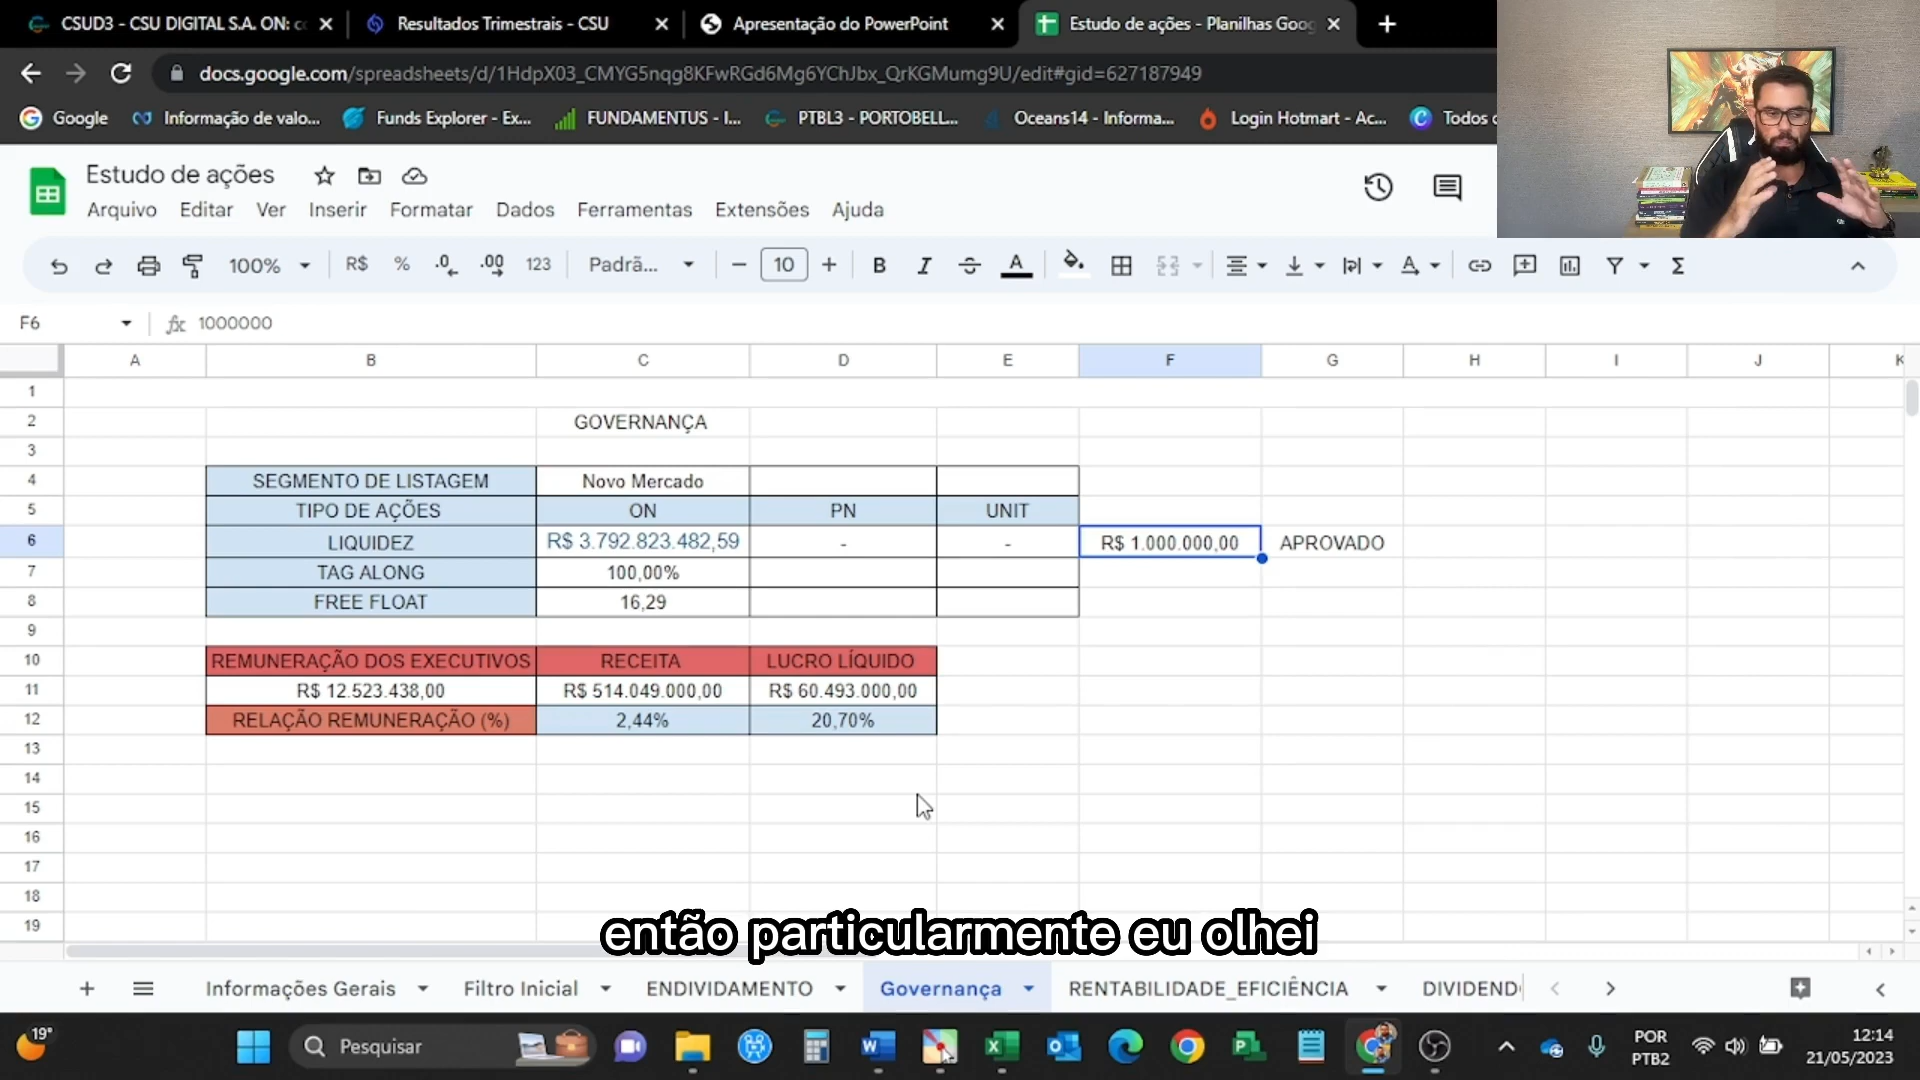 CSUD3 - CSU DIGITAL S.A. ON: c
Resultados Trimestrais - CSU
Apresentação do PowerPoint
Estudo de ações - Planilhas Goo
docs.google.com/spreadsheets/d/1HdpX03_CMYG5nqg8KFwRGd6Mg6YChJbx_QrKGMumg9U/edit#gid=627187949
Google
Informação de valo...
Funds Explorer - Ex...
FUNDAMENTUS - I...
PTBL3 - PORTOBELL...
Oceans14 - Informa...
Login Hotmart - Ac...
Todos
Estudo de ações
Arquivo Editar Ver Inserir Formatar Dados Ferramentas Extensões Ajuda
100% R$ % .0 .00 123 Padrã... 10 B I A Σ
F6 fx 1000000
A B C D E F G H I J K
1
2 GOVERNANÇA
3
4 SEGMENTO DE LISTAGEM Novo Mercado
5 TIPO DE AÇÕES ON PN UNIT
6 LIQUIDEZ R$ 3.792.823.482,59 - - R$ 1.000.000,00 APROVADO
7 TAG ALONG 100,00%
8 FREE FLOAT 16,29
9
10 REMUNERAÇÃO DOS EXECUTIVOS RECEITA LUCRO LÍQUIDO
11 R$ 12.523.438,00 R$ 514.049.000,00 R$ 60.493.000,00
12 RELAÇÃO REMUNERAÇÃO (%) 2,44% 20,70%
13
14
15
16
17
18
19
então particularmente eu olhei
+ Informações Gerais Filtro Inicial ENDIVIDAMENTO Governança RENTABILIDADE_EFICIÊNCIA DIVIDEND
19°
Pesquisar
POR
PTB2
12:14
21/05/2023